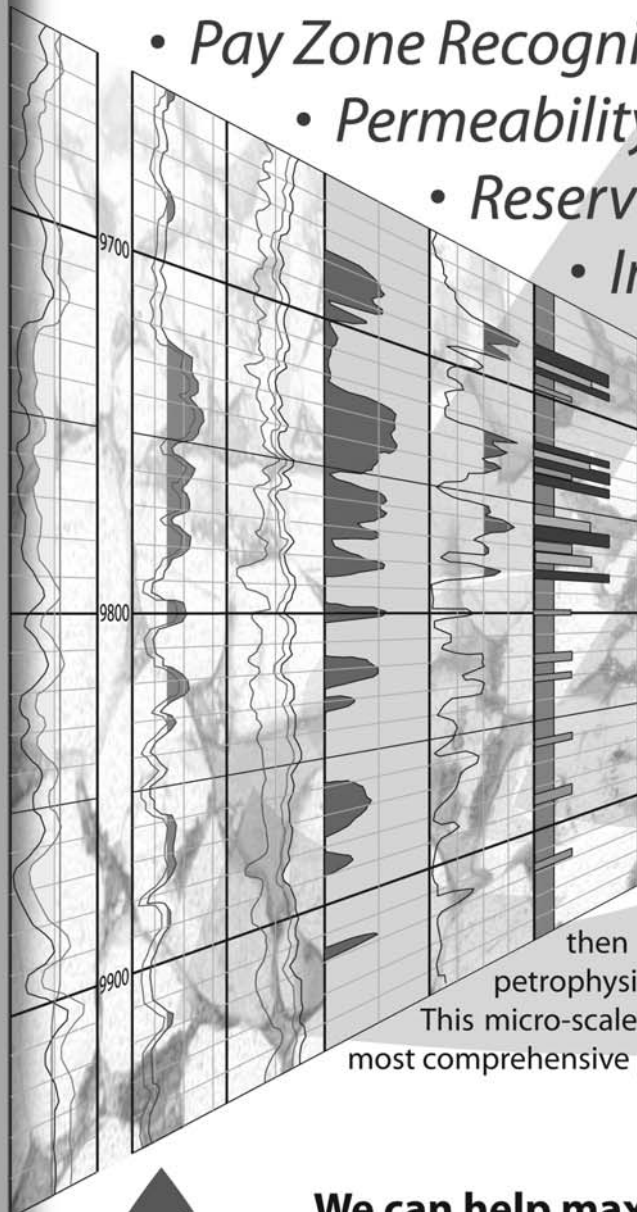 • Pay Zone Recogni
• Permeability
• Reserv
• In
9700
9800
9900
then
petrophysi
This micro-scale
most comprehensive
We can help max